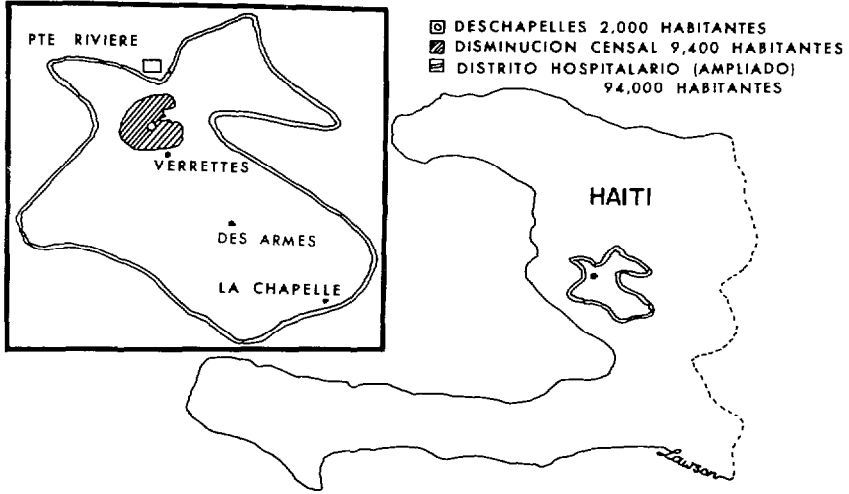 PTE RIVIERE
VERRETTES
DES ARMES
LA CHAPELLE
DESCHAPELLES 2,000 HABITANTES
DISMINUCION CENSAL 9,400 HABITANTES
DISTRITO HOSPITALARIO (AMPLIADO)
94,000 HABITANTES
HAITI
Lawson